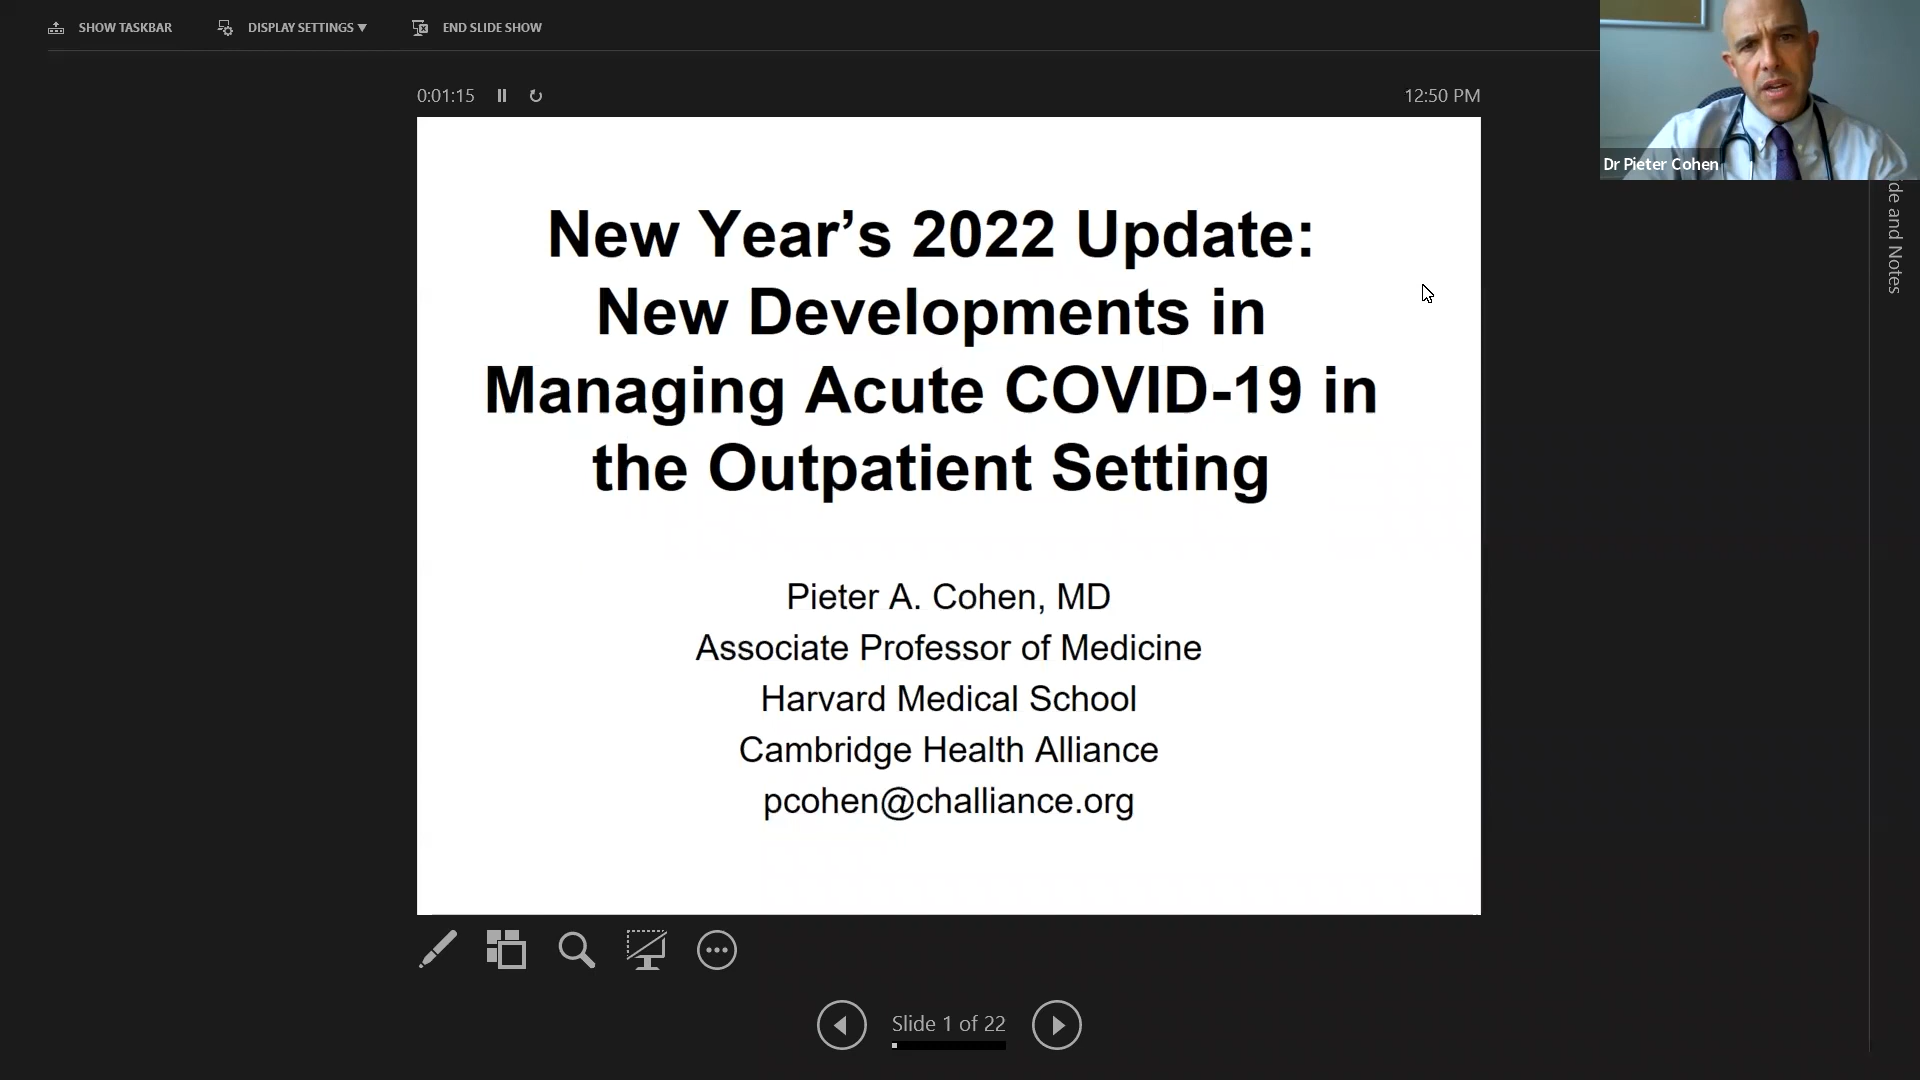 SHOW TASKBAR
DISPLAY SETTINGS ▼
END SLIDE SHOW
0:01:15
12:50 PM
Dr Pieter Cohen
New Year’s 2022 Update:
New Developments in
Managing Acute COVID-19 in
the Outpatient Setting
Pieter A. Cohen, MD
Associate Professor of Medicine
Harvard Medical School
Cambridge Health Alliance
pcohen@challiance.org
Slide 1 of 22
and Notes